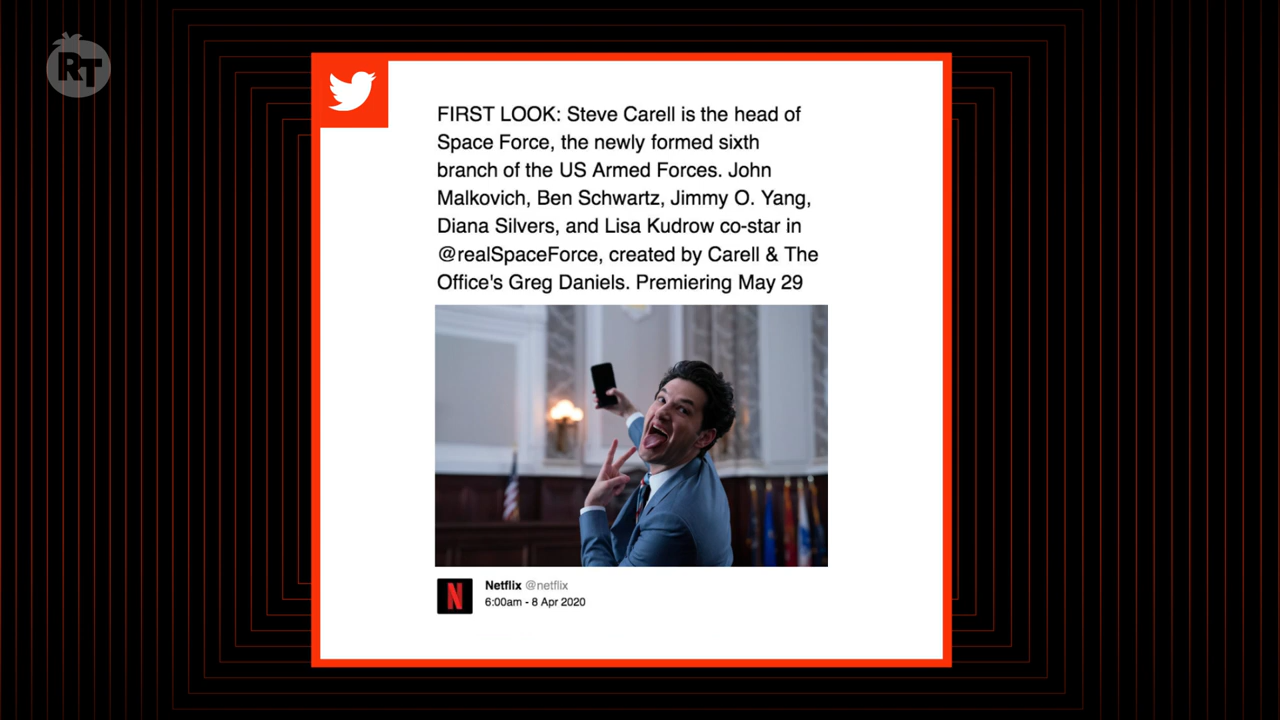 RT
FIRST LOOK: Steve Carell is the head of
Space Force, the newly formed sixth
branch of the US Armed Forces. John
Malkovich, Ben Schwartz, Jimmy O. Yang,
Diana Silvers, and Lisa Kudrow co-star in
@realSpaceForce, created by Carell & The
Office's Greg Daniels. Premiering May 29
N
Netflix @netflix
6:00am - 8 Apr 2020